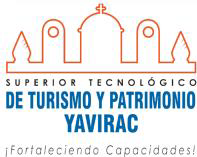 SUPERIOR TECNOLÓGICO
DE TURISMO Y PATRIMONIO
YAVIRAC
¡Fortaleciendo Capacidades!